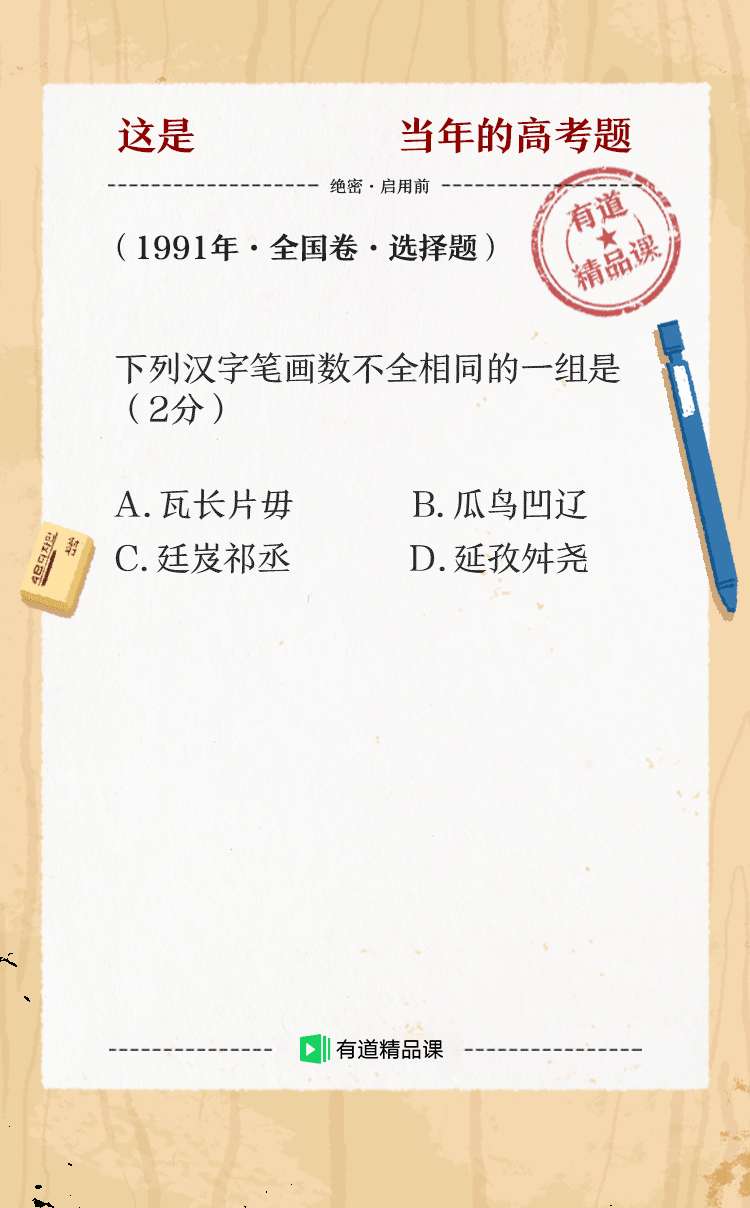 这是 当年的高考题
绝密·启用前
（1991年·全国卷·选择题）
有道
精品课
下列汉字笔画数不全相同的一组是
（2分）
A. 瓦长片毋 B. 瓜鸟凹辽
C. 廷岌祁丞 D. 延孜舛尧
有道精品课